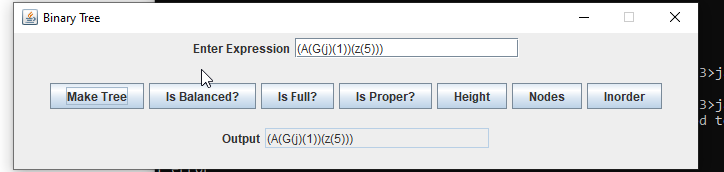 Binary Tree
Enter Expression (A(G(j)(1))(z(5)))
3>j
Make Tree Is Balanced? Is Full? Is Proper? Height Nodes Inorder
3>j
d t
Output (A(G(j)(1))(z(5)))